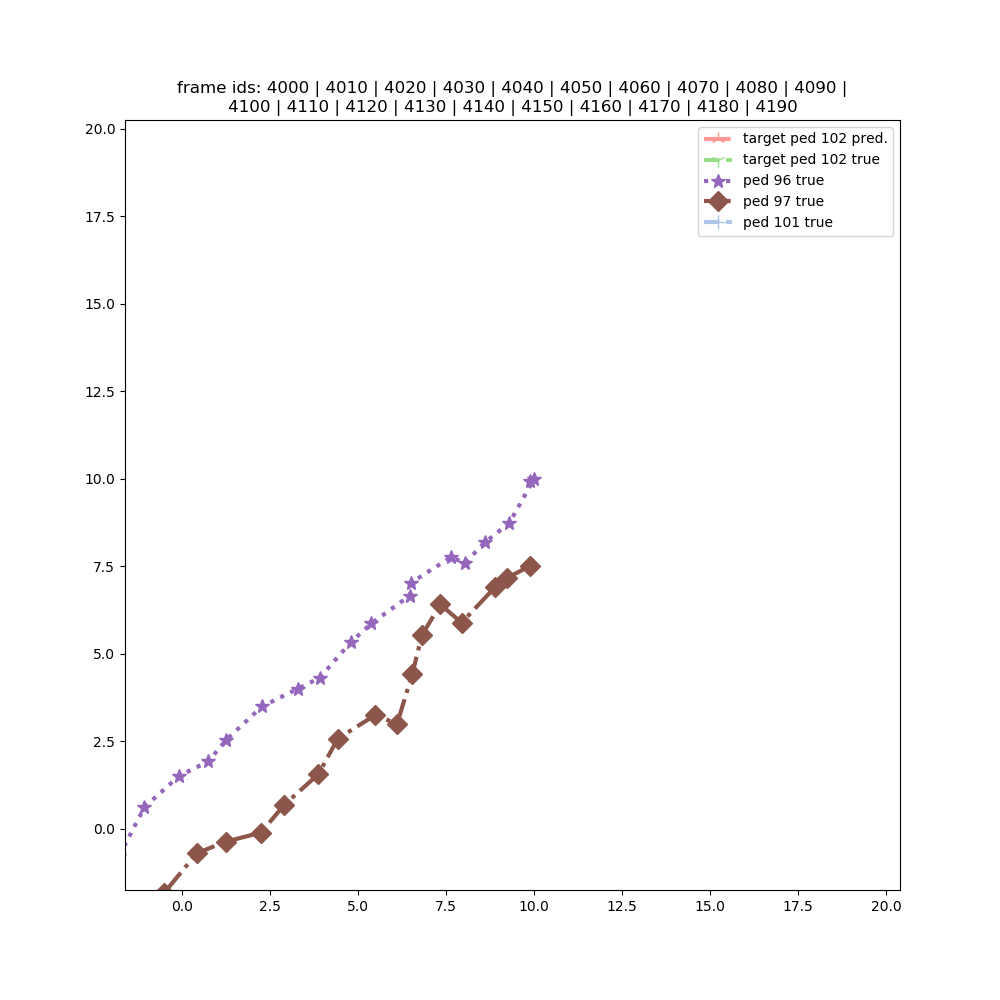 frame ids: 4000 | 4010 | 4020 | 4030 | 4040 | 4050 | 4060 | 4070 | 4080 | 4090 |
4100 | 4110 | 4120 | 4130 | 4140 | 4150 | 4160 | 4170 | 4180 | 4190
target ped 102 pred.
target ped 102 true
ped 96 true
ped 97 true
ped 101 true
20.0
17.5
15.0
12.5
10.0
7.5
5.0
2.5
0.0
0.0 2.5 5.0 7.5 10.0 12.5 15.0 17.5 20.0